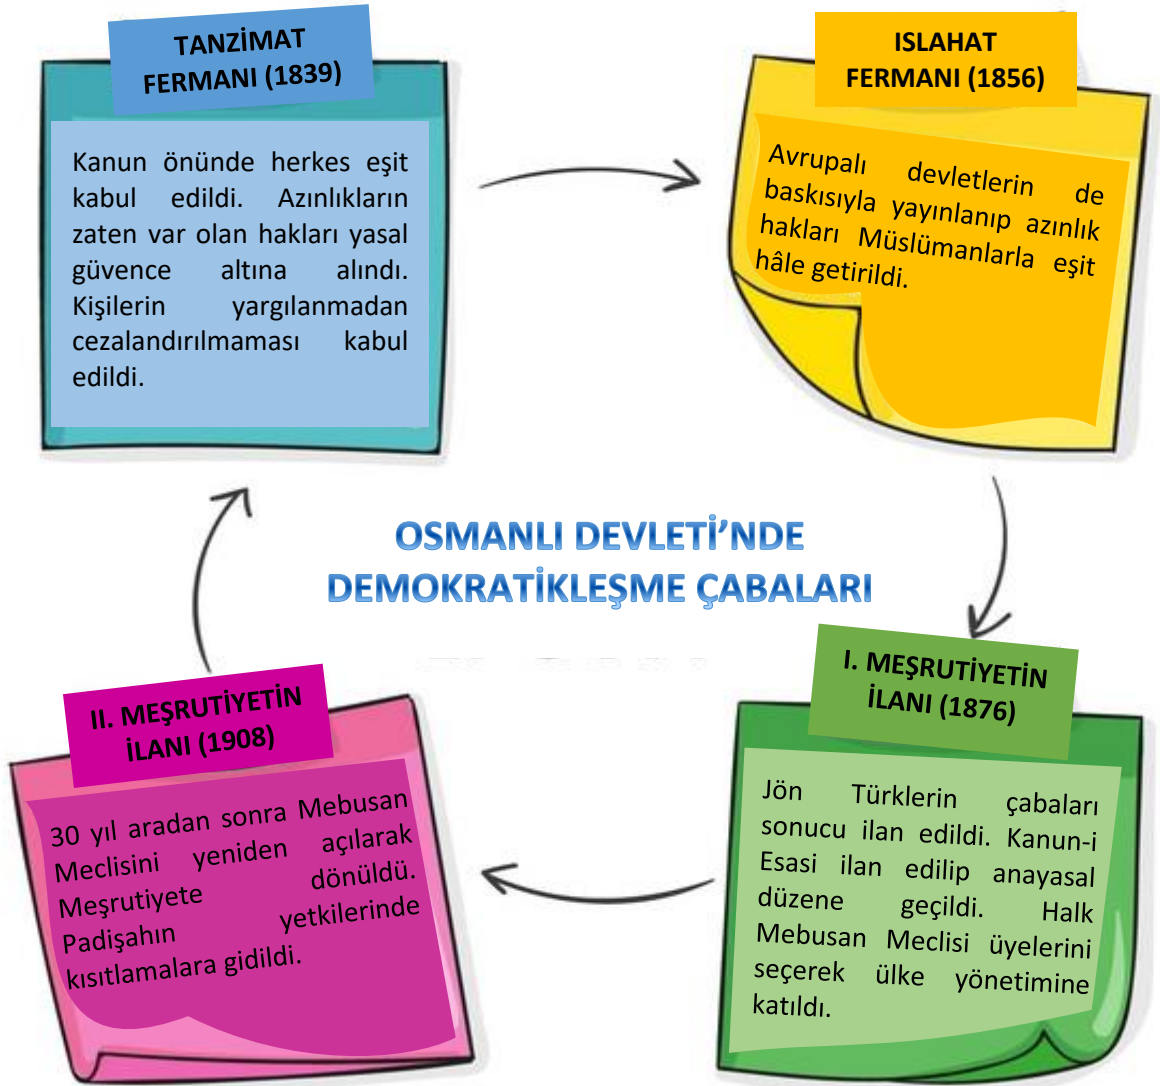 TANZİMAT
FERMANI (1839)
Kanun önünde herkes eşit
kabul edildi. Azınlıkların
zaten var olan hakları yasal
güvence altına alındı.
Kişilerin yargılanmadan
cezalandırılmaması kabul
edildi.
ISLAHAT
FERMANI (1856)
Avrupalı devletlerin de
baskısıyla yayınlanıp azınlık
hakları Müslümanlarla eşit
hâle getirildi.
OSMANLI DEVLETİ’NDE
DEMOKRATİKLEŞME ÇABALARI
I. MEŞRUTİYETİN
İLANI (1876)
Jön Türklerin çabaları
sonucu ilan edildi. Kanun-i
Esasi ilan edilip anayasal
düzene geçildi. Halk
Mebusan Meclisi üyelerini
seçerek ülke yönetimine
katıldı.
II. MEŞRUTİYETİN
İLANI (1908)
30 yıl aradan sonra Mebusan
Meclisini yeniden açılarak
Meşrutiyete dönüldü.
Padişahın yetkilerinde
kısıtlamalara gidildi.